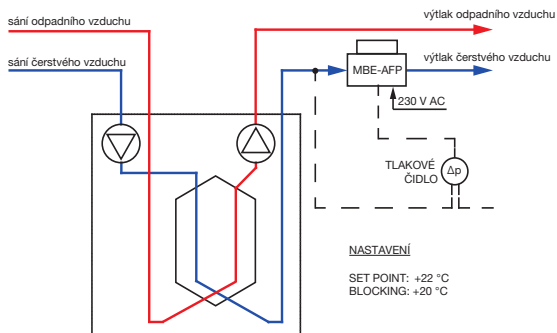 sání odpadního vzduchu
výtlak odpadního vzduchu
sání čerstvého vzduchu
výtlak čerstvého vzduchu
MBE-AFP
230 V AC
TLAKOVÉ
ČIDLO
Δp
NASTAVENÍ
SET POINT: +22 °C
BLOCKING: +20 °C